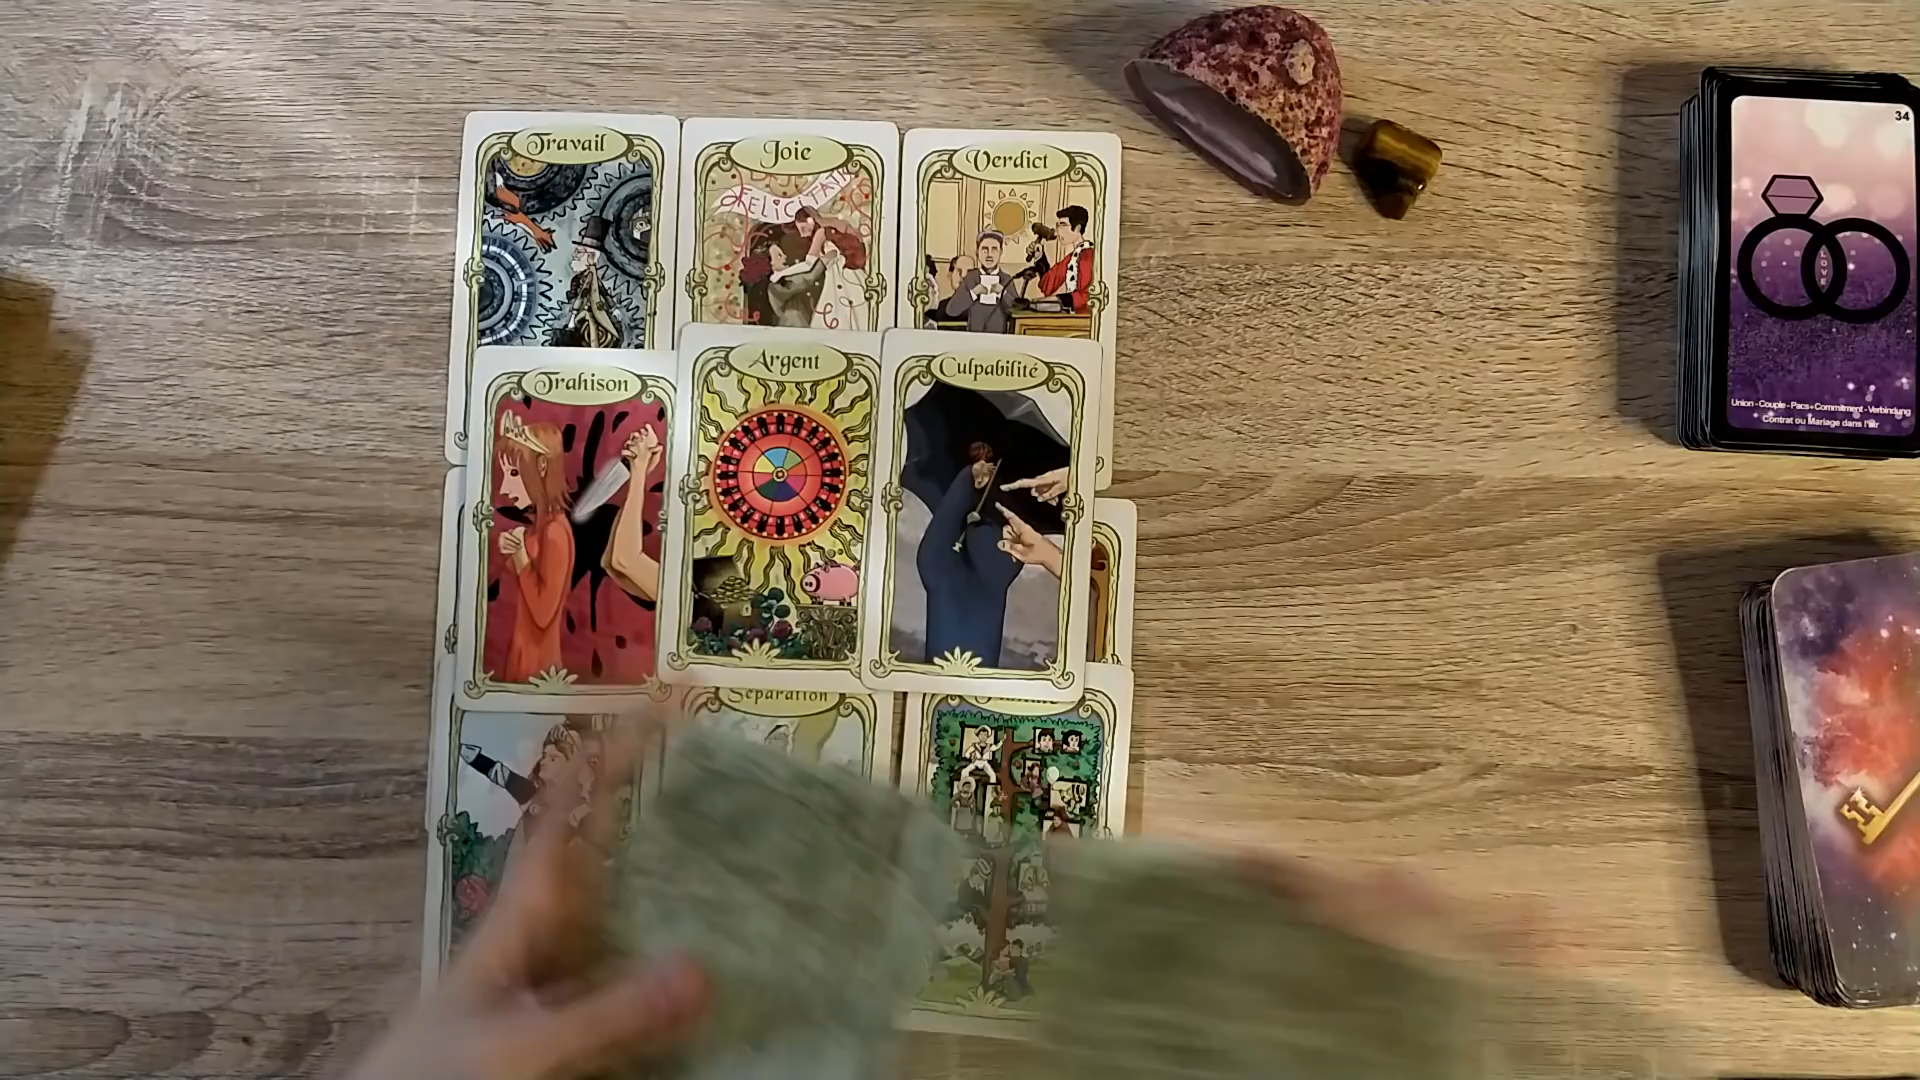 Travail
Joie
Verdict
FELICITATI
Trahison
Argent
Culpabilité
Separation
34
LOVE
Union - Couple - Pacs - Commitment - Verbindung
Contrat ou Mariage dans l'air